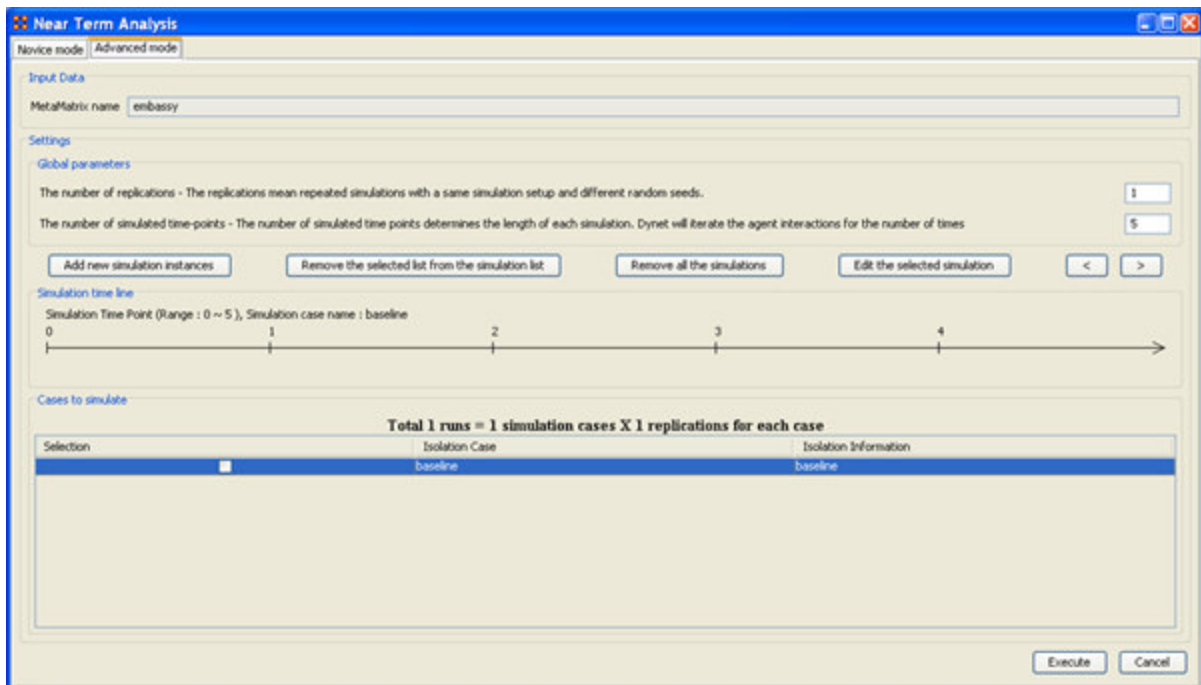 Near Term Analysis
Novice mode Advanced mode
Input Data
MetaMatrix name embassy
Settings
Global parameters
The number of replications - The replications mean repeated simulations with a same simulation setup and different random seeds. 1
The number of simulated time-points - The number of simulated time points determines the length of each simulation. Dynet will iterate the agent interactions for the number of times 5
Add new simulation instances Remove the selected list from the simulation list Remove all the simulations Edit the selected simulation < >
Simulation time line
Simulation Time Point (Range : 0 ~ 5 ), Simulation case name : baseline
0 1 2 3 4
Cases to simulate
Total 1 runs = 1 simulation cases X 1 replications for each case
Selection Isolation Case Isolation Information
baseline baseline
Execute Cancel